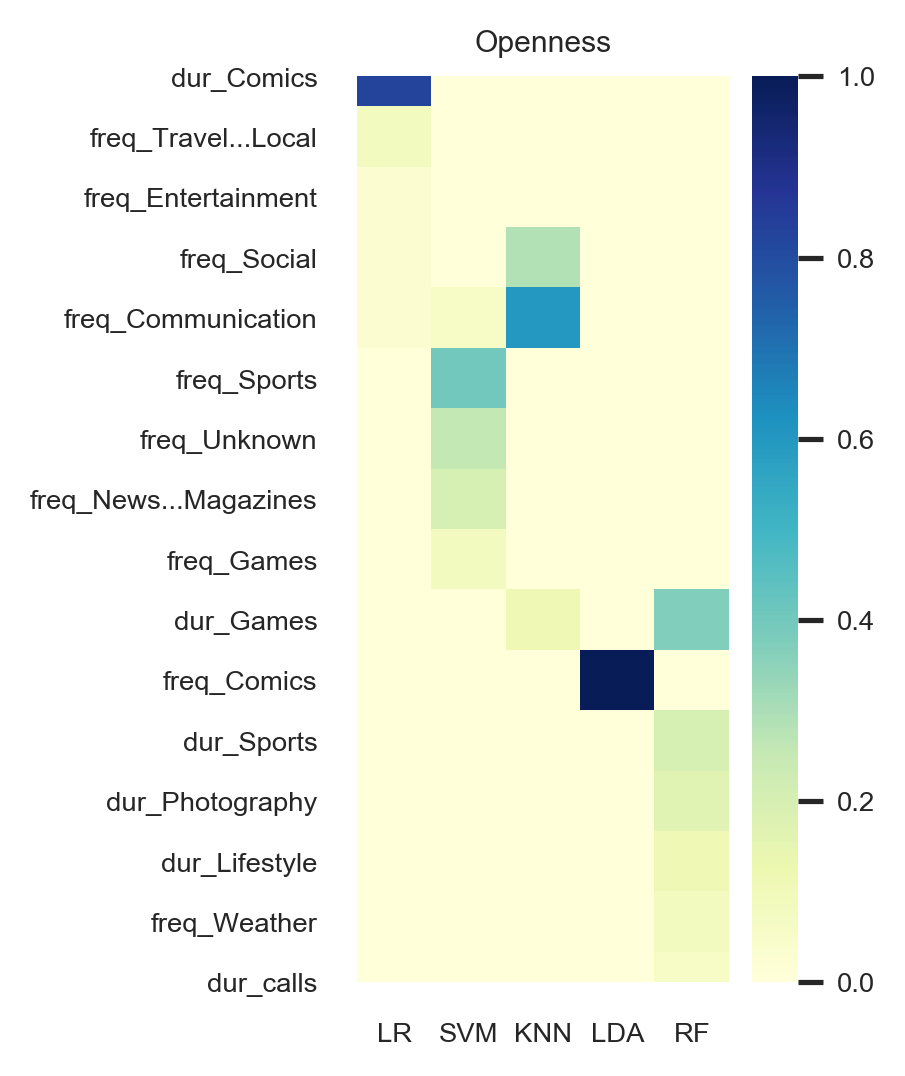 Openness
dur_Comics
freq_Travel...Local
freq_Entertainment
freq_Social
freq_Communication
freq_Sports
freq_Unknown
freq_News...Magazines
freq_Games
dur_Games
freq_Comics
dur_Sports
dur_Photography
dur_Lifestyle
freq_Weather
dur_calls
LR SVM KNN LDA RF
1.0
0.8
0.6
0.4
0.2
0.0